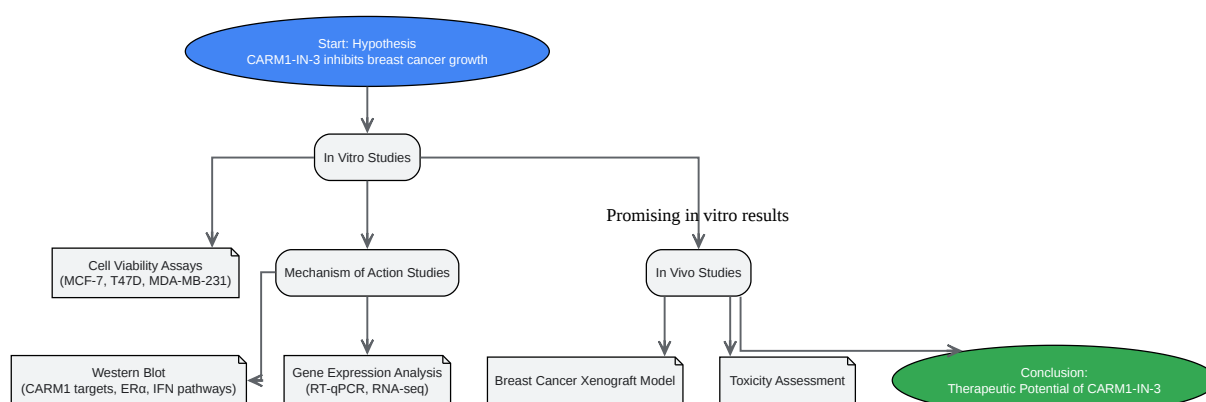 Start: Hypothesis
CARM1-IN-3 inhibits breast cancer growth
In Vitro Studies
Promising in vitro results
Cell Viability Assays
(MCF-7, T47D, MDA-MB-231)
Mechanism of Action Studies
In Vivo Studies
Western Blot
(CARM1 targets, ERα, IFN pathways)
Gene Expression Analysis
(RT-qPCR, RNA-seq)
Breast Cancer Xenograft Model
Toxicity Assessment
Conclusion:
Therapeutic Potential of CARM1-IN-3